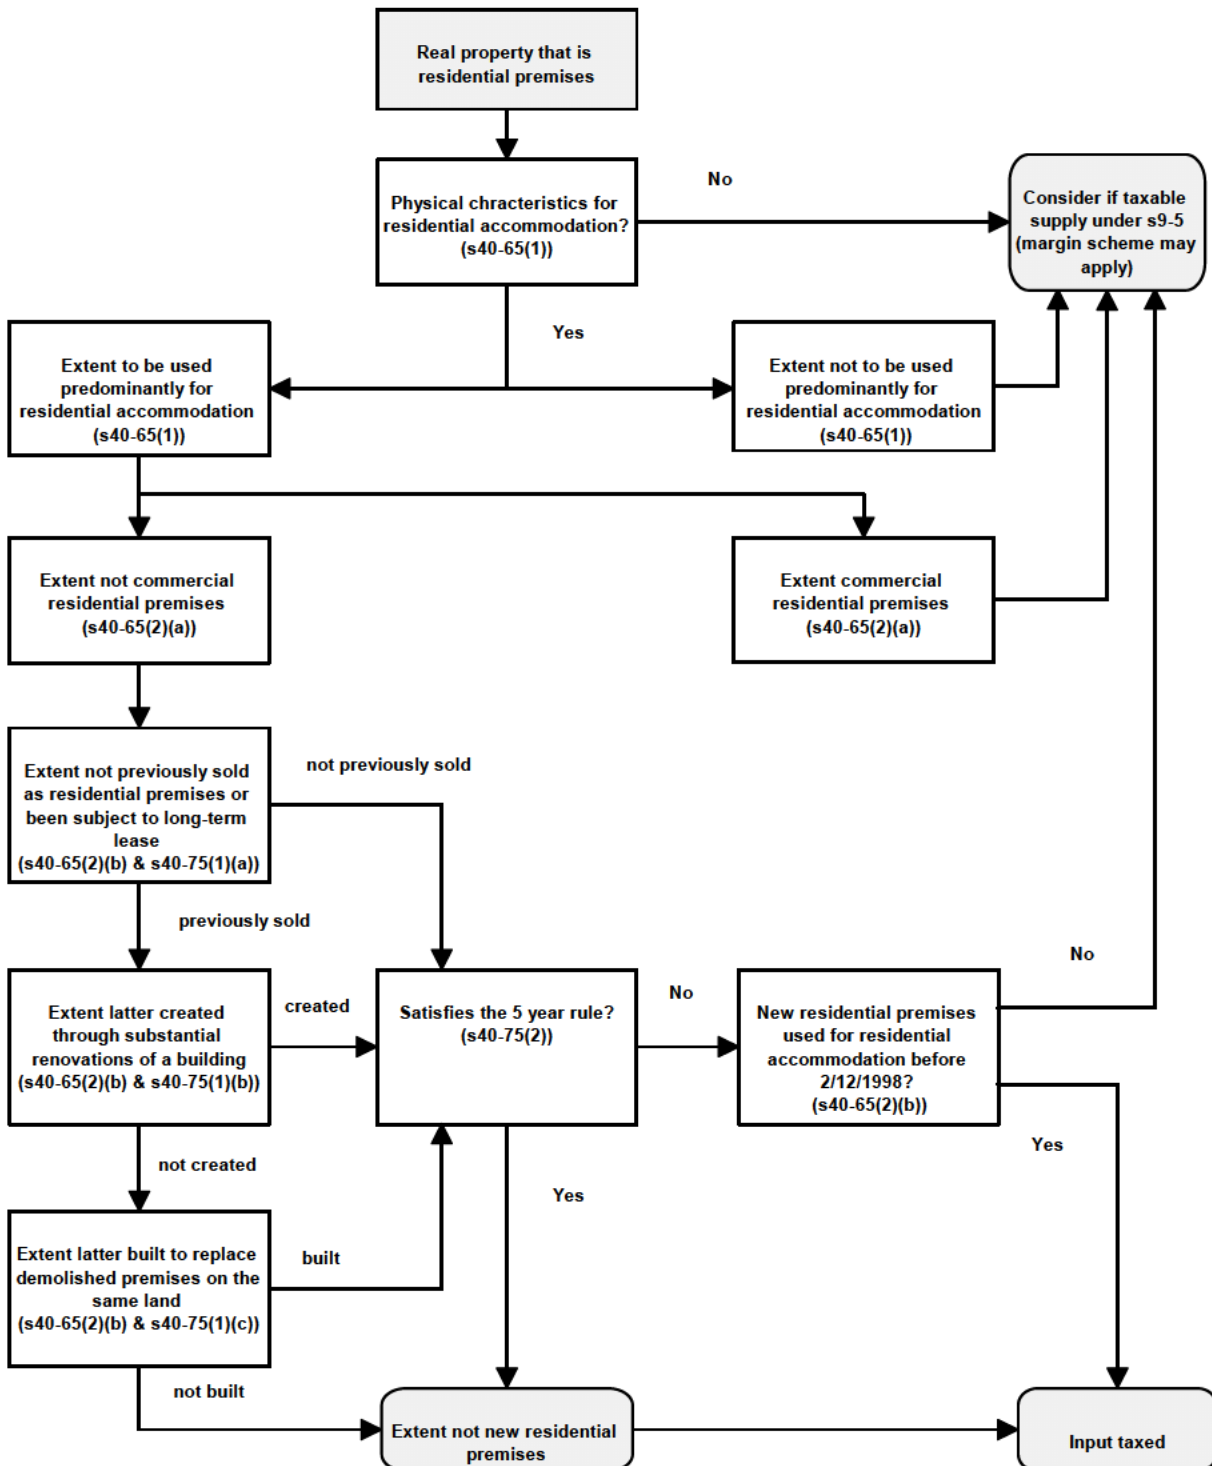 Real property that is
residential premises
Physical chracteristics for
residential accommodation?
(s40-65(1))
No
Consider if taxable
supply under s9-5
(margin scheme may
apply)
Yes
Extent to be used
predominantly for
residential accommodation
(s40-65(1))
Extent not to be used
predominantly for
residential accommodation
(s40-65(1))
Extent not commercial
residential premises
(s40-65(2)(a))
Extent commercial
residential premises
(s40-65(2)(a))
Extent not previously sold
as residential premises or
been subject to long-term
lease
(s40-65(2)(b) & s40-75(1)(a))
not previously sold
previously sold
Extent latter created
through substantial
renovations of a building
(s40-65(2)(b) & s40-75(1)(b))
created
Satisfies the 5 year rule?
(s40-75(2))
No
New residential premises
used for residential
accommodation before
2/12/1998?
(s40-65(2)(b))
No
Yes
not created
Yes
Extent latter built to replace
demolished premises on the
same land
(s40-65(2)(b) & s40-75(1)(c))
built
not built
Extent not new residential
premises
Input taxed